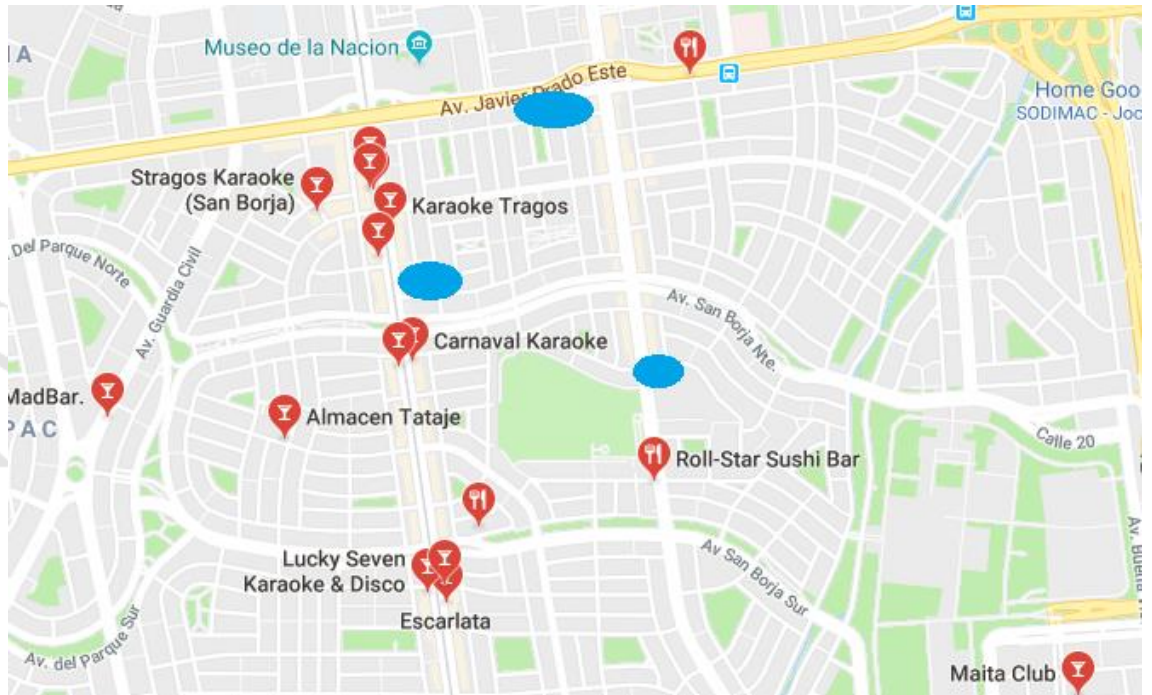 Museo de la Nacion
I A
Av. Javier Prado Este
Home Goo
SODIMAC - Joc
Stragos Karaoke
(San Borja)
Karaoke Tragos
Del Parque Norte
Av. Guardia Civil
Av. San Borja Nte.
Carnaval Karaoke
MadBar.
P A C
Almacen Tataje
Calle 20
Roll-Star Sushi Bar
Lucky Seven
Karaoke & Disco
Av San Borja Sur
Escarlata
Av. del Parque Sur
Maita Club